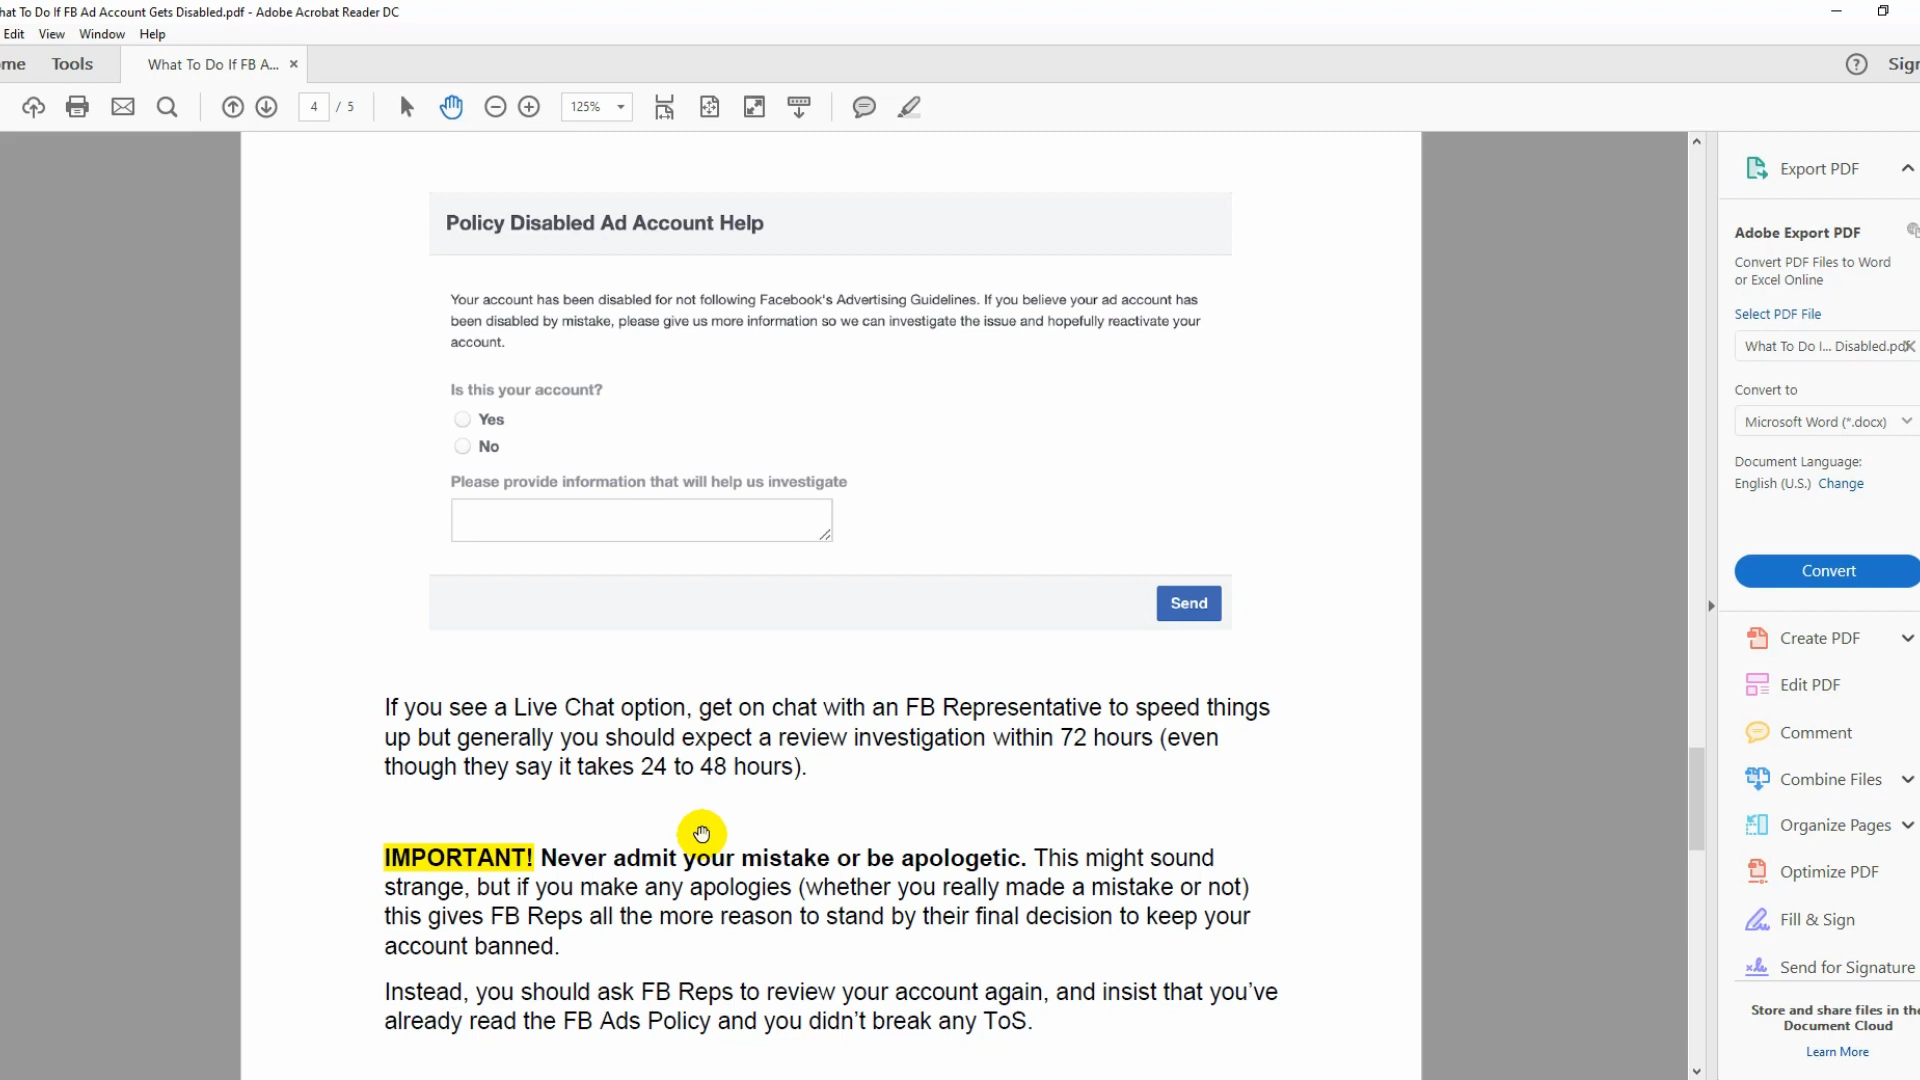 hat To Do If FB Ad Account Gets Disabled.pdf - Adobe Acrobat Reader DC
Edit View Window Help
ome Tools What To Do If FB A... ×
Sign
4 / 5
125%
Policy Disabled Ad Account Help
Your account has been disabled for not following Facebook's Advertising Guidelines. If you believe your ad account has
been disabled by mistake, please give us more information so we can investigate the issue and hopefully reactivate your
account.
Is this your account?
Yes
No
Please provide information that will help us investigate
Send
If you see a Live Chat option, get on chat with an FB Representative to speed things
up but generally you should expect a review investigation within 72 hours (even
though they say it takes 24 to 48 hours).
IMPORTANT! Never admit your mistake or be apologetic. This might sound
strange, but if you make any apologies (whether you really made a mistake or not)
this gives FB Reps all the more reason to stand by their final decision to keep your
account banned.
Instead, you should ask FB Reps to review your account again, and insist that you've
already read the FB Ads Policy and you didn't break any ToS.
Export PDF
Adobe Export PDF
Convert PDF Files to Word
or Excel Online
Select PDF File
What To Do I... Disabled.pdf
Convert to
Microsoft Word (*.docx)
Document Language:
English (U.S.) Change
Convert
Create PDF
Edit PDF
Comment
Combine Files
Organize Pages
Optimize PDF
Fill & Sign
Send for Signature
Store and share files in the
Document Cloud
Learn More